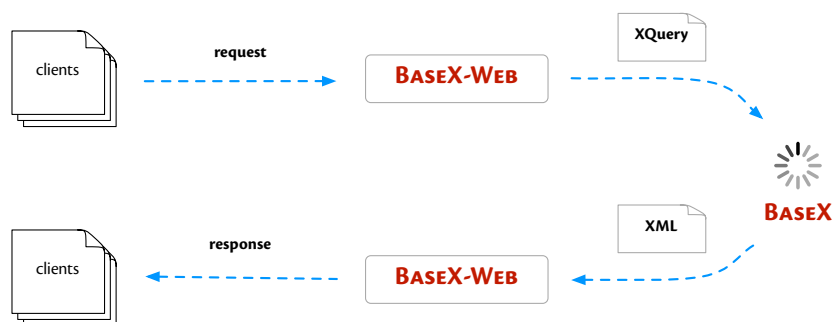 clients
request
BaseX-Web
XQuery
BaseX
clients
response
BaseX-Web
XML